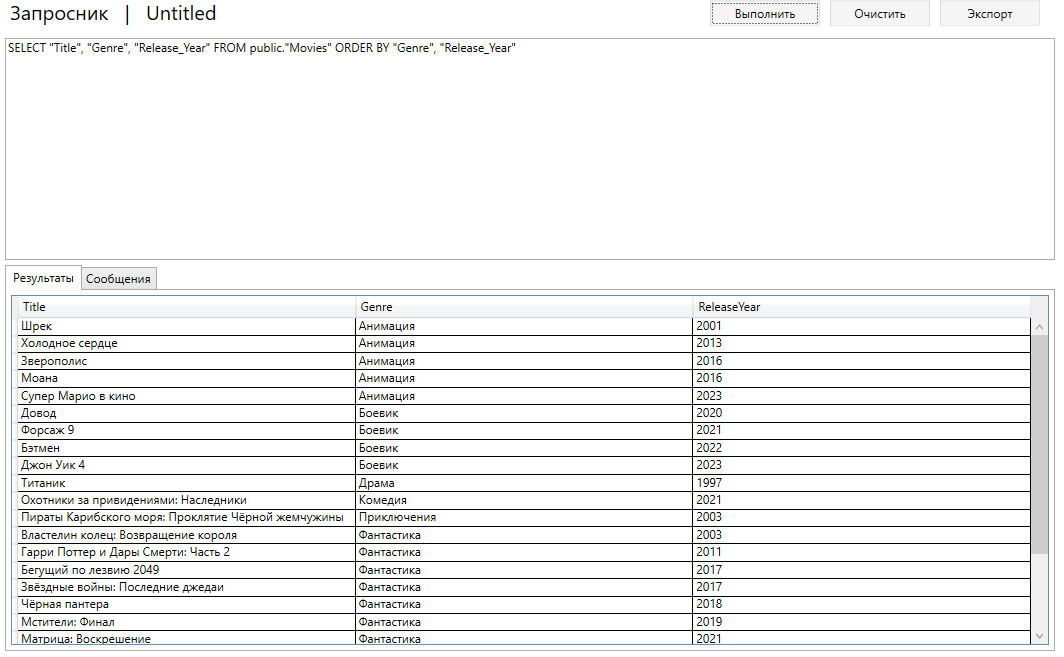 Запросник | Untitled Выполнить Очистить Экспорт
SELECT "Title", "Genre", "Release_Year" FROM public."Movies" ORDER BY "Genre", "Release_Year"
Результаты Сообщения
Title Genre ReleaseYear
Шрек Анимация 2001
Холодное сердце Анимация 2013
Зверополис Анимация 2016
Моана Анимация 2016
Супер Марио в кино Анимация 2023
Довод Боевик 2020
Форсаж 9 Боевик 2021
Бэтмен Боевик 2022
Джон Уик 4 Боевик 2023
Титаник Драма 1997
Охотники за привидениями: Наследники Комедия 2021
Пираты Карибского моря: Проклятие Чёрной жемчужины Приключения 2003
Властелин колец: Возвращение короля Фантастика 2003
Гарри Поттер и Дары Смерти: Часть 2 Фантастика 2011
Бегущий по лезвию 2049 Фантастика 2017
Звёздные войны: Последние джедаи Фантастика 2017
Чёрная пантера Фантастика 2018
Мстители: Финал Фантастика 2019
Матрица: Воскрешение Фантастика 2021